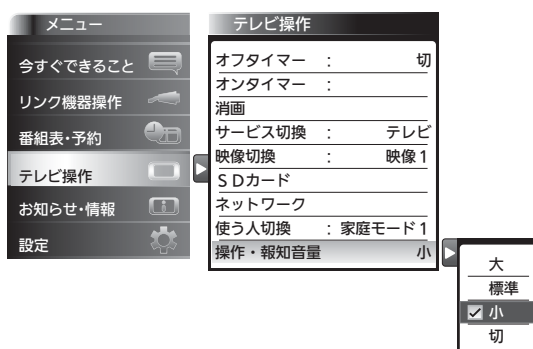 メニュー
今すぐできること
リンク機器操作
番組表・予約
テレビ操作
お知らせ・情報
設定
テレビ操作
オフタイマー : 切
オンタイマー :
消画
サービス切換 : テレビ
映像切換 : 映像1
SDカード
ネットワーク
使う人切換 : 家庭モード1
操作・報知音量 小
大
標準
小
切